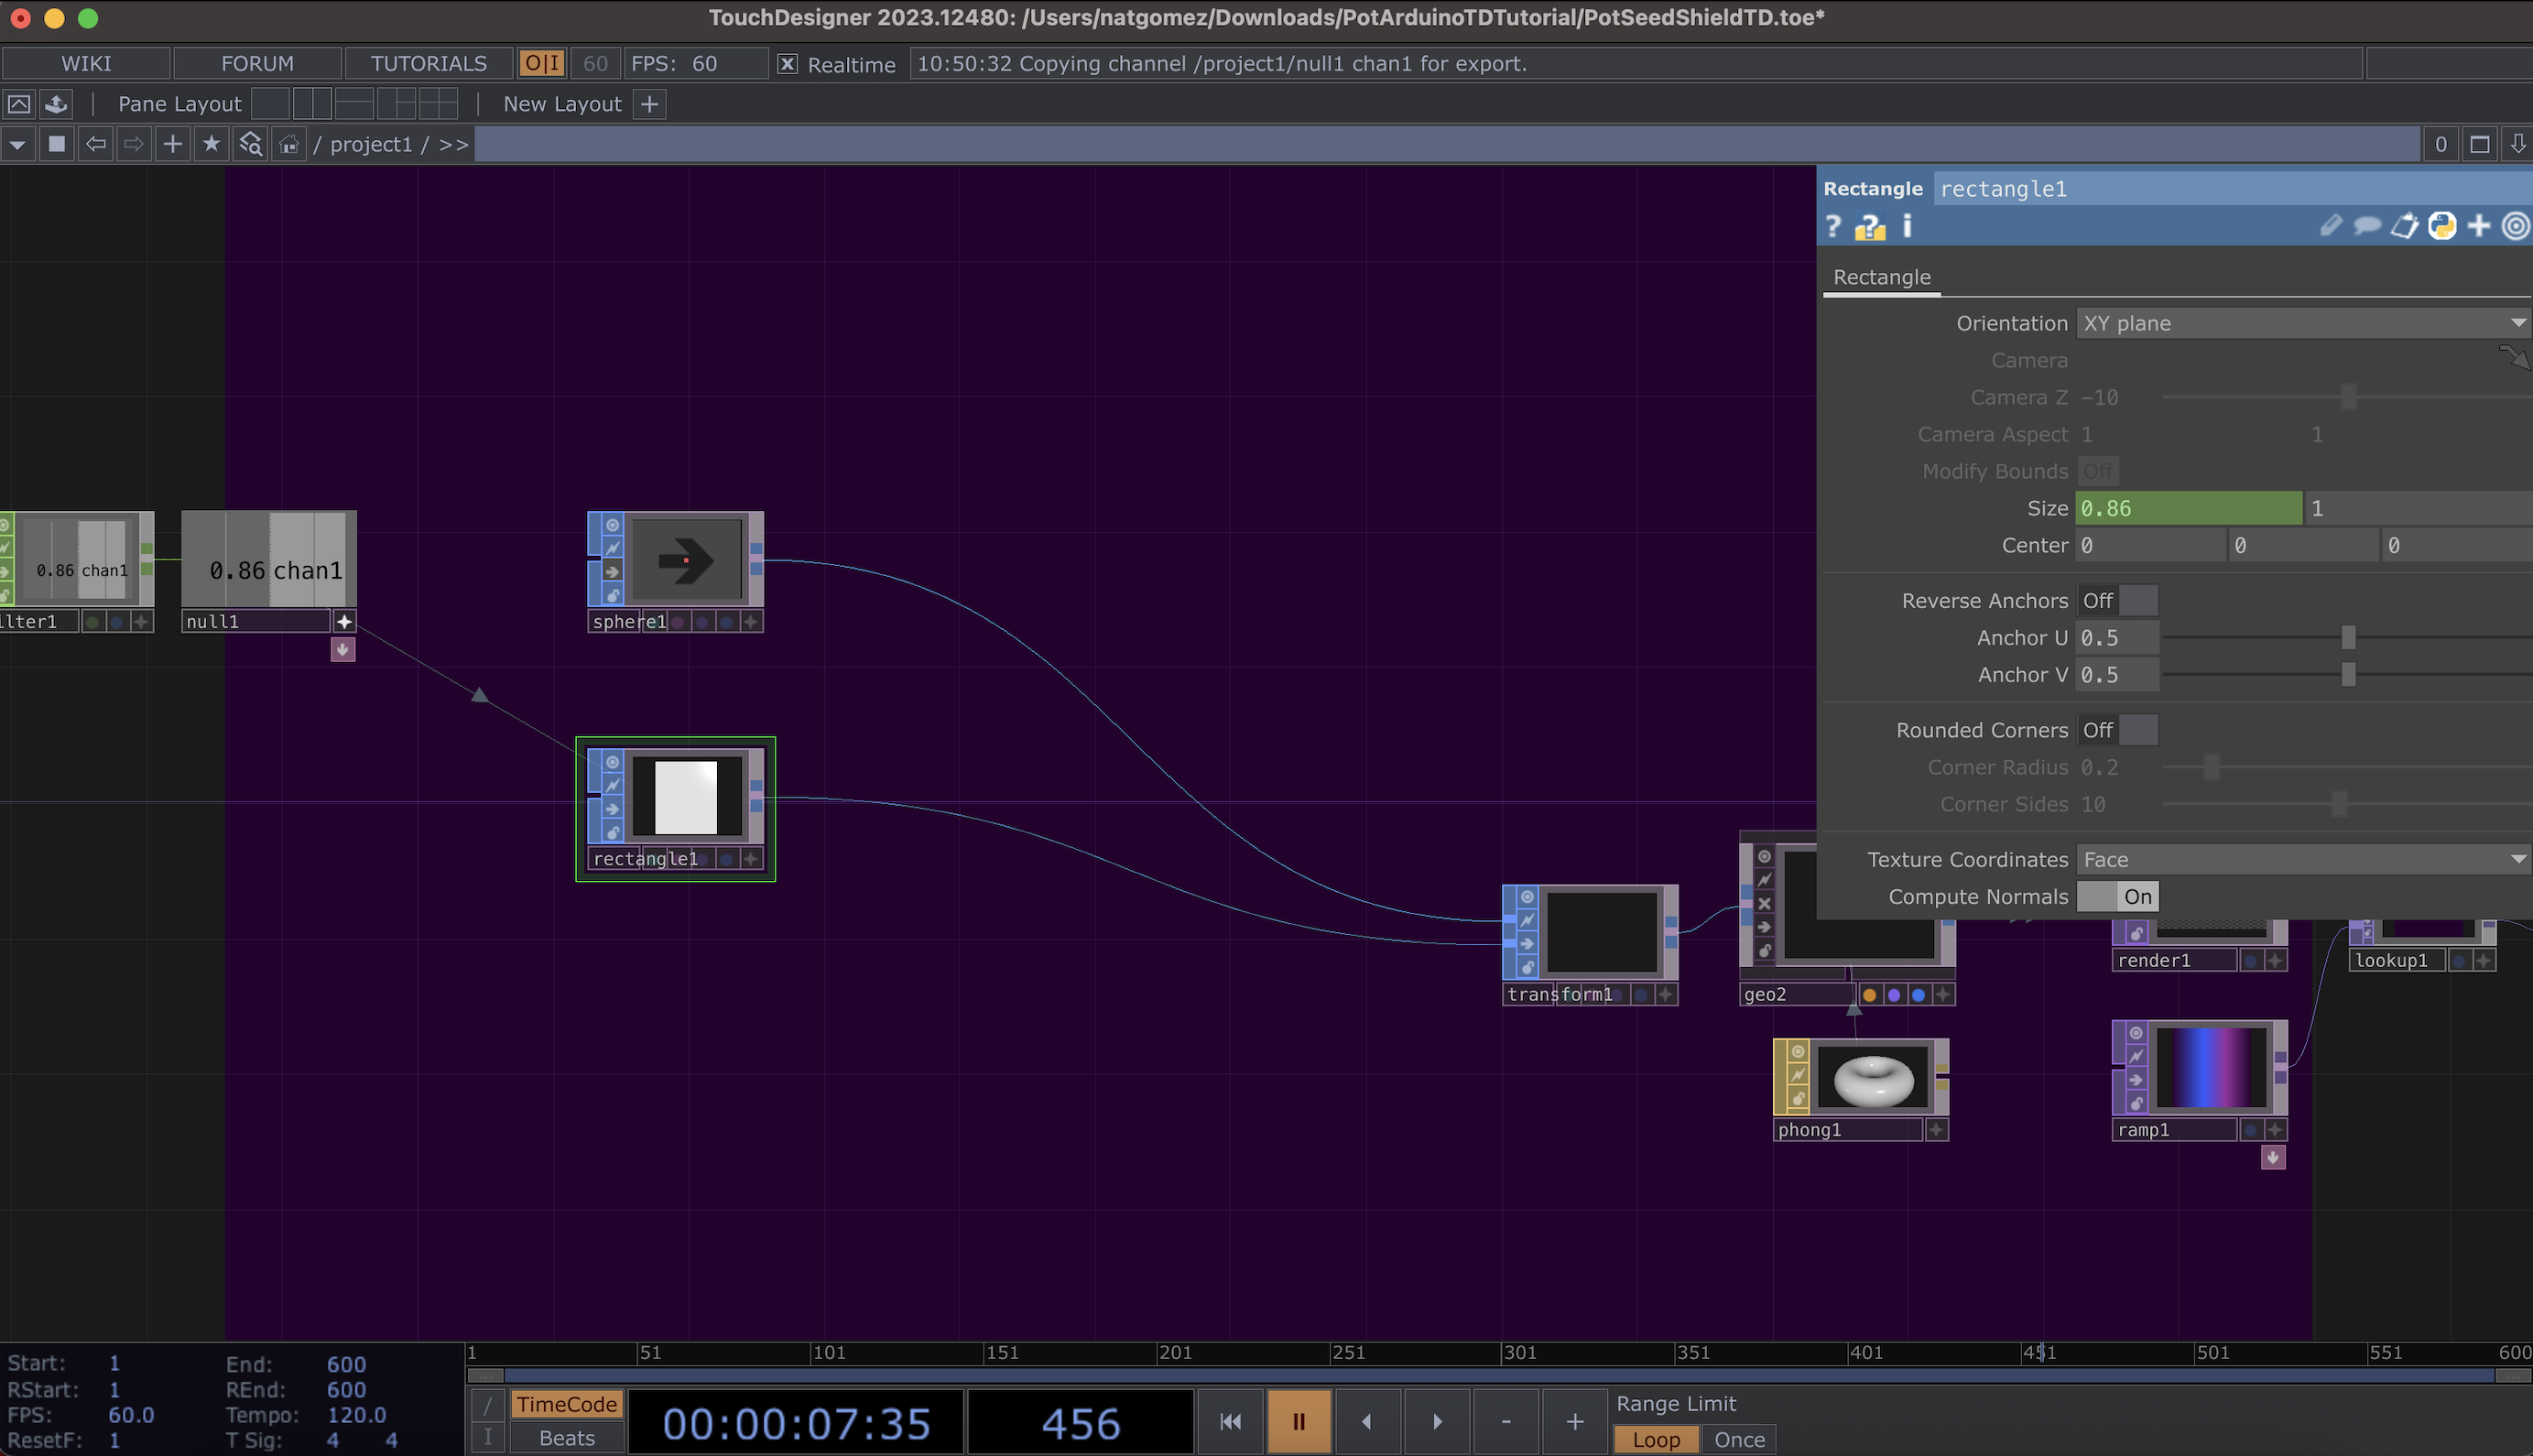 TouchDesigner 2023.12480: /Users/natgomez/Downloads/PotArduinoTDTutorial/PotSeedShieldTD.toe*
WIKI FORUM TUTORIALS O|I 60 FPS: 60 Realtime 10:50:32 Copying channel /project1/null1 chan1 for export.
Pane Layout New Layout +
/ project1 / >> 0
Rectangle rectangle1
Rectangle
Orientation XY plane
Camera
Camera Z -10
Camera Aspect 1 1
Modify Bounds Off
Size 0.86 1
Center 0 0 0
Reverse Anchors Off
Anchor U 0.5
Anchor V 0.5
Rounded Corners Off
Corner Radius 0.2
Corner Sides 10
Texture Coordinates Face
Compute Normals On
0.86 chan1
0.86 chan1
ilter1
null1
sphere1
rectangle1
transform1
geo2
render1
lookup1
phong1
ramp1
1 51 101 151 201 251 301 351 401 451 501 551 600
Start: 1 End: 600
RStart: 1 REnd: 600
FPS: 60.0 Tempo: 120.0
ResetF: 1 T Sig: 4 4
/ TimeCode
I Beats
00:00:07:35
456
- +
Range Limit
Loop Once